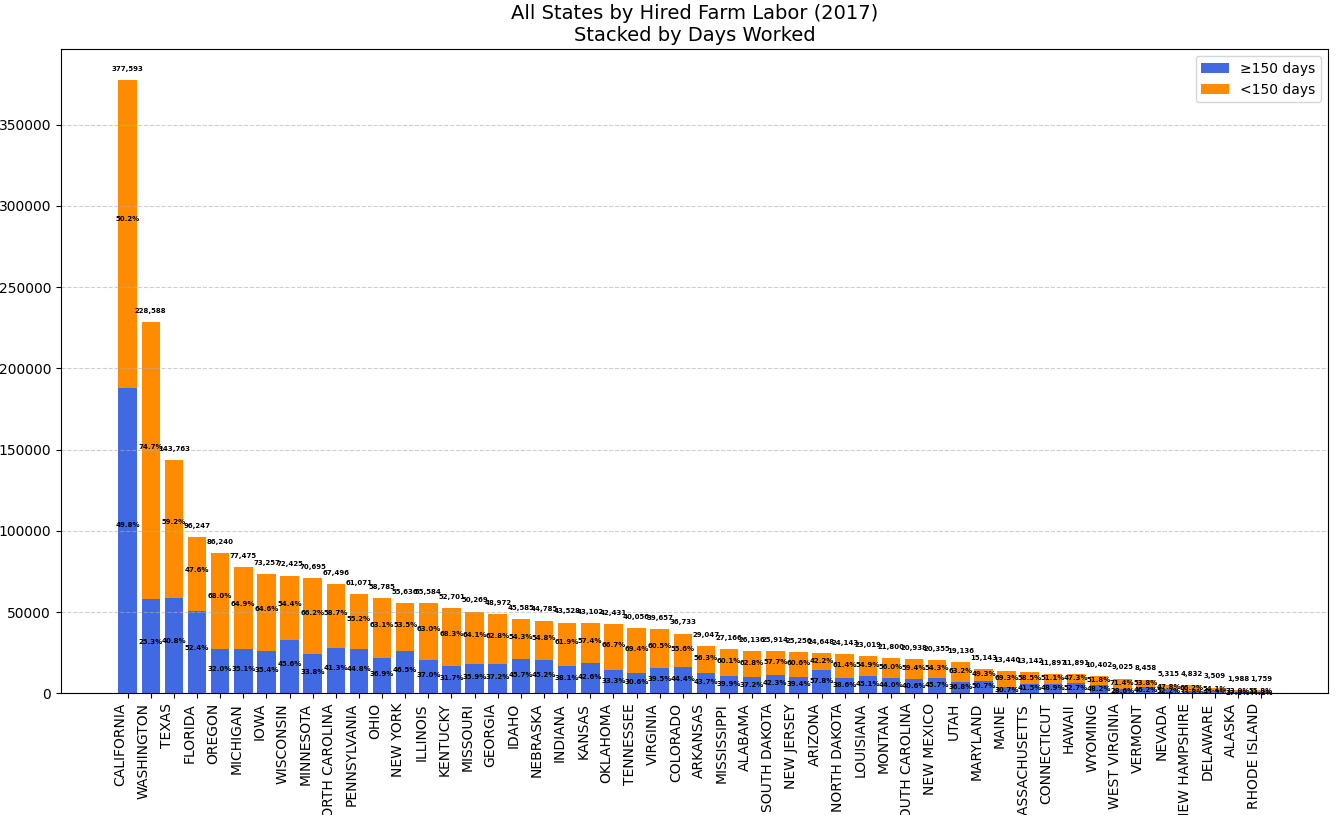 All States by Hired Farm Labor (2017)
Stacked by Days Worked
≥150 days
<150 days
350000
300000
250000
200000
150000
100000
50000
0
377,593 228,588 143,763 96,247 86,240 77,475 73,257 72,425 70,695 67,496 61,071 58,785 55,636 55,584 52,701 50,269 48,972 45,585 44,785 43,528 43,102 42,431 40,056 39,657 36,733 29,047 27,166 26,136 25,914 25,256 24,648 24,143 23,019 21,800 20,938 20,355 19,136 15,143 13,440 13,142 11,897 11,891 10,402 9,025 8,458 5,315 4,832 3,509 1,988 1,759
50.2% 74.7% 59.2% 47.6% 68.0% 64.9% 64.6% 54.4% 66.2% 58.7% 55.2% 63.1% 53.5% 63.0% 68.3% 64.1% 62.8% 54.3% 54.8% 61.9% 57.4% 66.7% 69.4% 60.5% 55.6% 56.3% 60.1% 62.8% 57.7% 60.6% 42.2% 61.4% 54.9% 56.0% 59.4% 54.3% 63.2% 49.3% 69.3% 58.5% 51.1% 47.3% 51.8% 71.4% 53.8%
49.8% 25.3% 40.8% 52.4% 32.0% 35.1% 35.4% 45.6% 33.8% 41.3% 44.8% 36.9% 46.5% 37.0% 31.7% 35.9% 37.2% 45.7% 45.2% 38.1% 42.6% 33.3% 30.6% 39.5% 44.4% 43.7% 39.9% 37.2% 42.3% 39.4% 57.8% 38.6% 45.1% 44.0% 40.6% 45.7% 36.8% 50.7% 30.7% 41.5% 48.9% 52.7% 48.2% 28.6% 46.2%
CALIFORNIA
WASHINGTON
TEXAS
FLORIDA
OREGON
MICHIGAN
IOWA
WISCONSIN
MINNESOTA
ORTH CAROLINA
PENNSYLVANIA
OHIO
NEW YORK
ILLINOIS
KENTUCKY
MISSOURI
GEORGIA
IDAHO
NEBRASKA
INDIANA
KANSAS
OKLAHOMA
TENNESSEE
VIRGINIA
COLORADO
ARKANSAS
MISSISSIPPI
ALABAMA
SOUTH DAKOTA
NEW JERSEY
ARIZONA
NORTH DAKOTA
LOUISIANA
MONTANA
OUTH CAROLINA
NEW MEXICO
UTAH
MARYLAND
MAINE
ASSACHUSETTS
CONNECTICUT
HAWAII
WYOMING
WEST VIRGINIA
VERMONT
NEVADA
EW HAMPSHIRE
DELAWARE
ALASKA
RHODE ISLAND